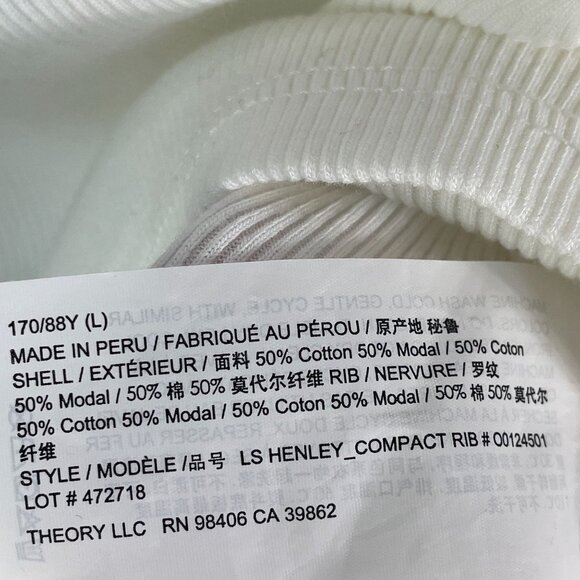 170/88Y (L)
MADE IN PERU / FABRIQUÉ AU PÉROU / 原产地 秘鲁
SHELL / EXTÉRIEUR / 面料 50% Cotton 50% Modal / 50% Coton
50% Modal / 50% 棉 50% 莫代尔纤维 RIB / NERVURE / 罗纹
50% Cotton 50% Modal / 50% Coton 50% Modal / 50% 棉 50% 莫代尔
纤维
STYLE / MODÈLE /品号 LS HENLEY_COMPACT RIB # 00124501
LOT # 472718
THEORY LLC RN 98406 CA 39862